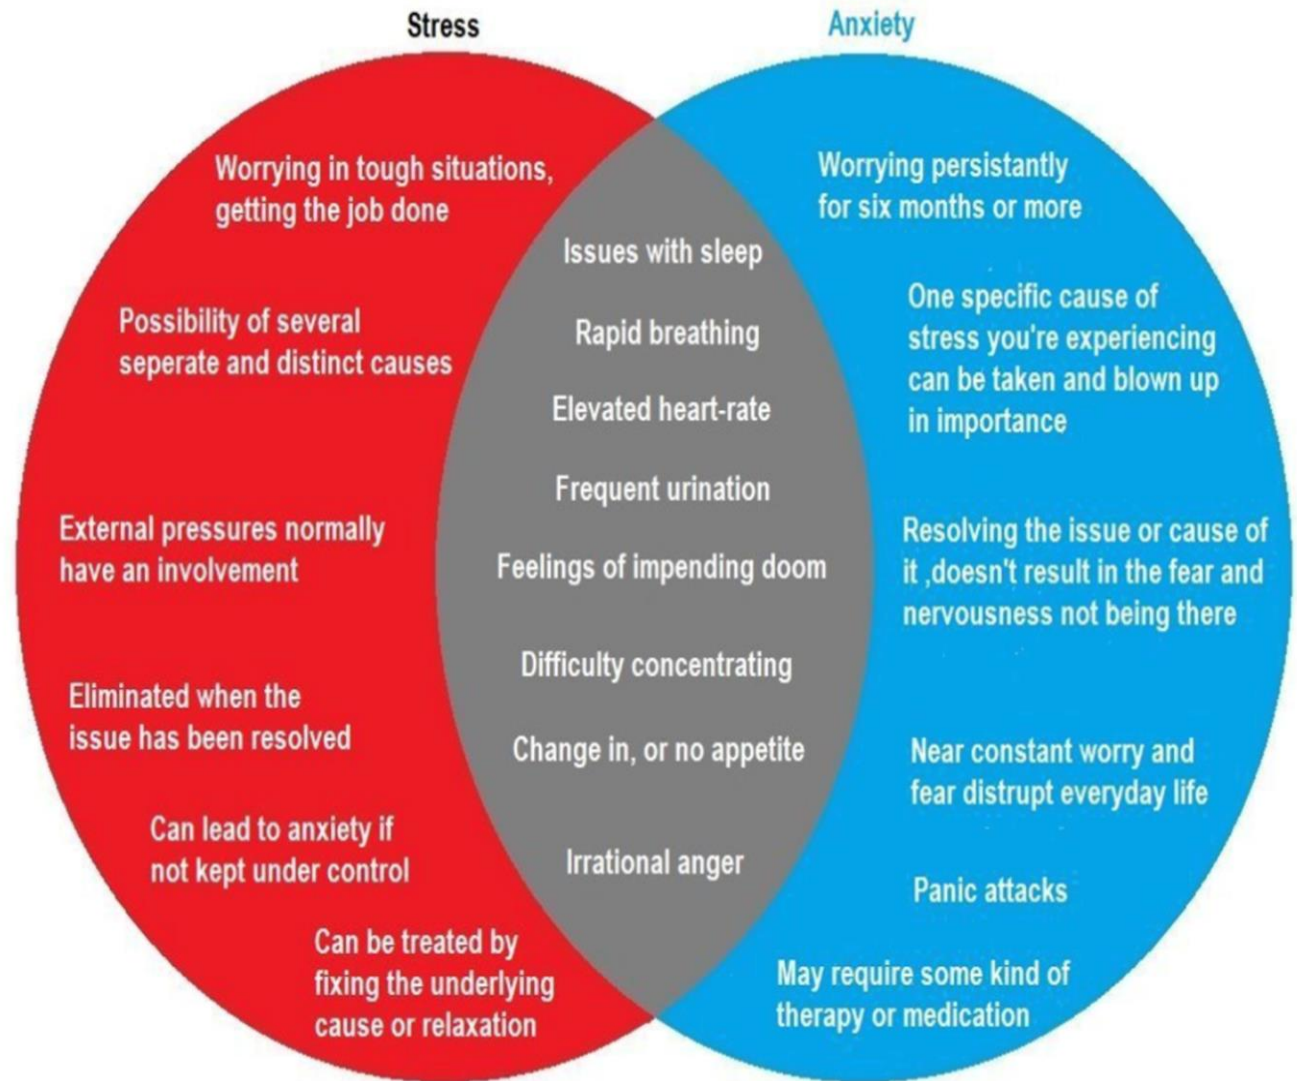 Stress
Anxiety
Worrying in tough situations,
getting the job done
Possibility of several
seperate and distinct causes
External pressures normally
have an involvement
Eliminated when the
issue has been resolved
Can lead to anxiety if
not kept under control
Can be treated by
fixing the underlying
cause or relaxation
Issues with sleep
Rapid breathing
Elevated heart-rate
Frequent urination
Feelings of impending doom
Difficulty concentrating
Change in, or no appetite
Irrational anger
Worrying persistantly
for six months or more
One specific cause of
stress you're experiencing
can be taken and blown up
in importance
Resolving the issue or cause of
it ,doesn't result in the fear and
nervousness not being there
Near constant worry and
fear distrupt everyday life
Panic attacks
May require some kind of
therapy or medication